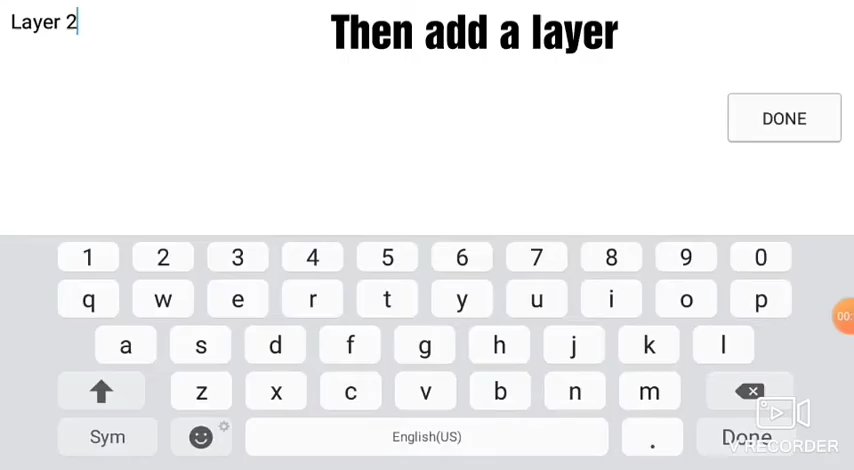 Layer 2
Then add a layer
DONE
1 2 3 4 5 6 7 8 9 0
q w e r t y u i o p
a s d f g h j k l
z x c v b n m
Sym English(US) . Done
V RECORDER
00: